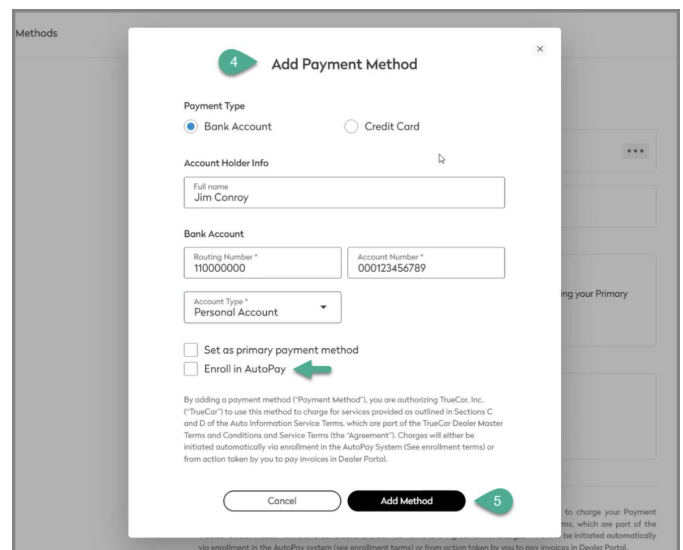 Methods
4
Add Payment Method
×
Payment Type
Bank Account
Credit Card
Account Holder Info
Full name
Jim Conroy
Bank Account
Routing Number *
110000000
Account Number *
000123456789
Account Type *
Personal Account
ing your Primary
Set as primary payment method
Enroll in AutoPay
By adding a payment method ("Payment Method"), you are authorizing TrueCar, Inc.
("TrueCar") to use this method to charge for services provided as outlined in Sections C
and D of the Auto Information Service Terms, which are part of the TrueCar Dealer Master
Terms and Conditions and Service Terms (the "Agreement"). Charges will either be
initiated automatically via enrollment in the AutoPay System (See enrollment terms) or
from action taken by you to pay invoices in Dealer Portal.
Cancel
Add Method
5
to charge your Payment
ms, which are part of the
be initiated automatically
via enrollment in the AutoPay system (see enrollment terms) or from action taken by you to pay invoices in Dealer Portal.